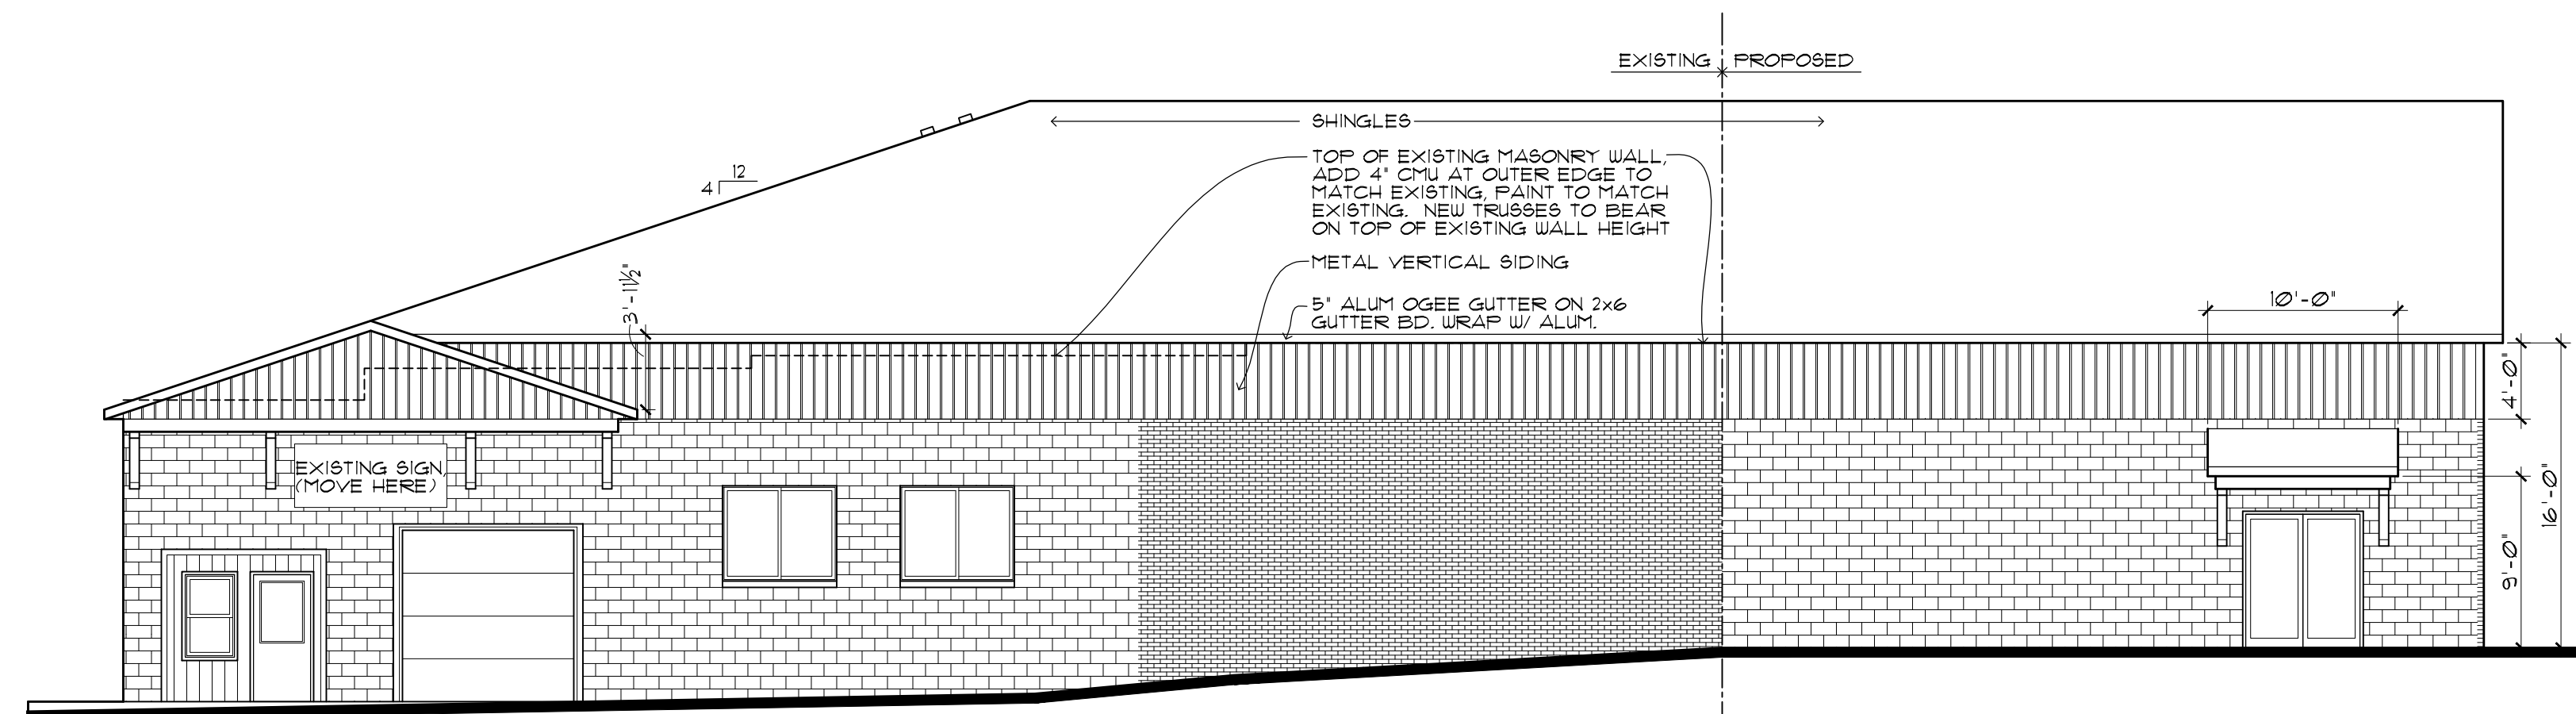 EXISTING PROPOSED
SHINGLES
12
4
TOP OF EXISTING MASONRY WALL,
ADD 4" CMU AT OUTER EDGE TO
MATCH EXISTING, PAINT TO MATCH
EXISTING. NEW TRUSSES TO BEAR
ON TOP OF EXISTING WALL HEIGHT
METAL VERTICAL SIDING
3'-11½"
5" ALUM OGEE GUTTER ON 2x6
GUTTER BD. WRAP W/ ALUM.
10'-0"
4'-0"
EXISTING SIGN,
(MOVE HERE)
16'-0"
9'-0"